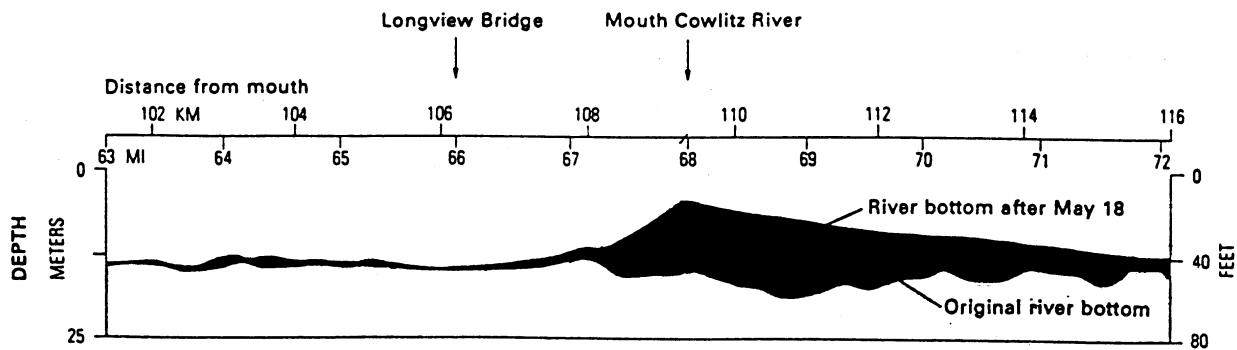 Longview Bridge
Mouth Cowlitz River
Distance from mouth
102 KM 104 106 108 110 112 114 116
63 MI 64 65 66 67 68 69 70 71 72
0
0
River bottom after May 18
DEPTH
METERS
40
FEET
Original river bottom
25
80